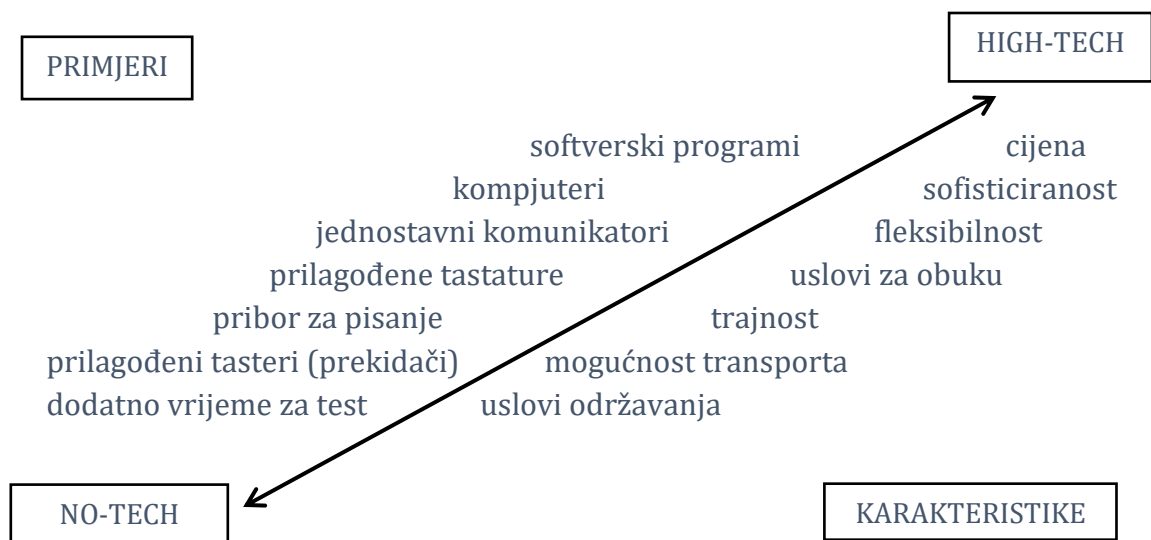 HIGH-TECH
PRIMJERI
softverski programi cijena
kompjuteri sofisticiranost
jednostavni komunikatori fleksibilnost
prilagođene tastature uslovi za obuku
pribor za pisanje trajnost
prilagođeni tasteri (prekidači) mogućnost transporta
dodatno vrijeme za test uslovi održavanja
NO-TECH KARAKTERISTIKE